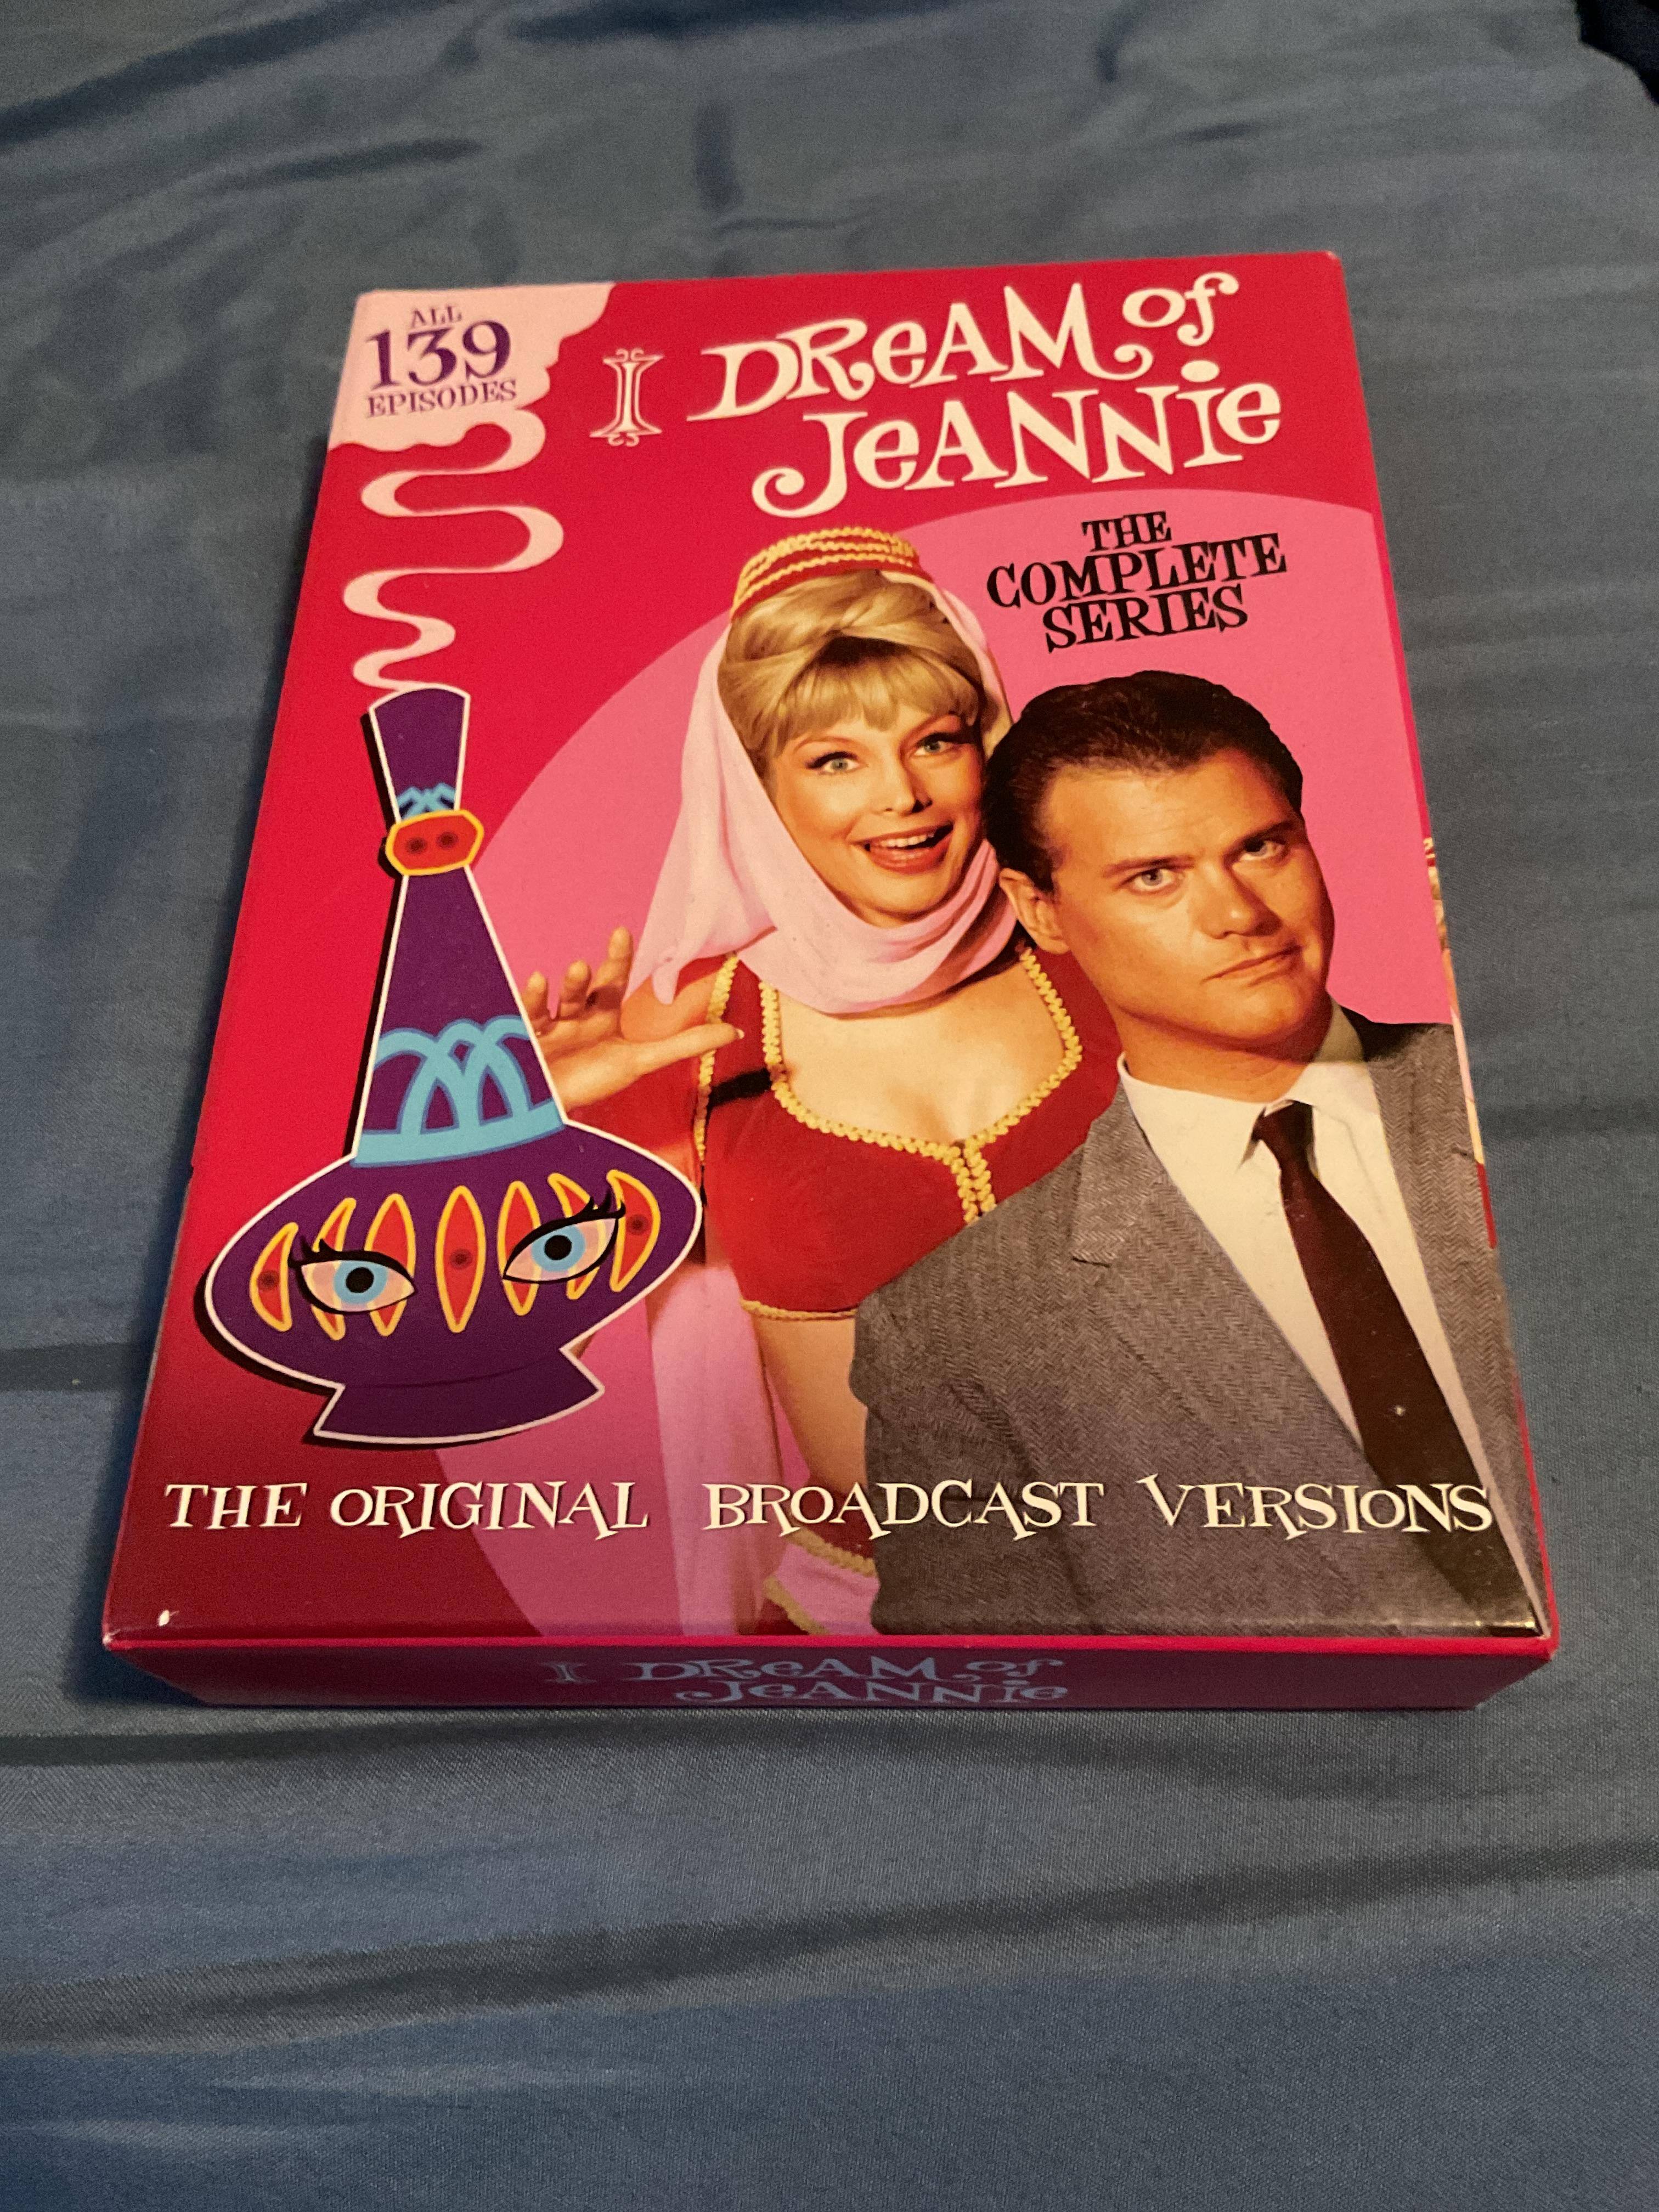 ALL
139
EPISODES
I DREAM of
JEANNIE
THE
COMPLETE
SERIES
THE ORIGINAL BROADCAST VERSIONS
I DREAM of
JEANNIE